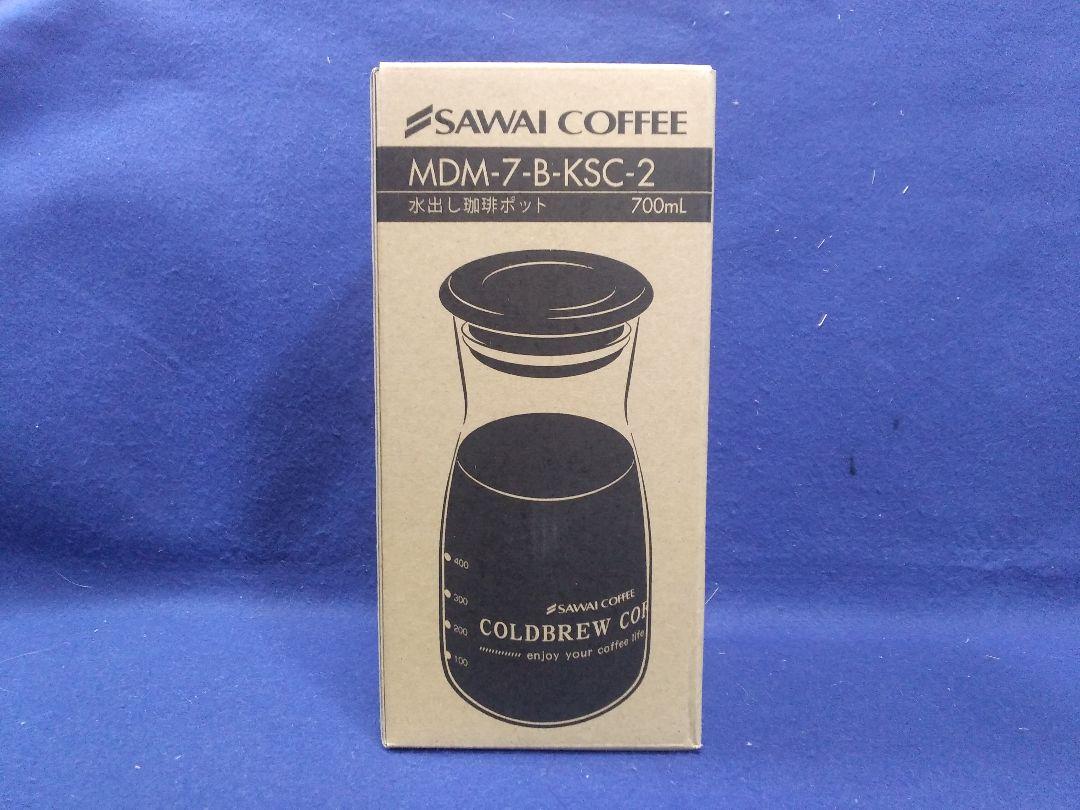 SAWAI COFFEE
MDM-7-B-KSC-2
水出し珈琲ポット 700mL
400
300
200
100
SAWAI COFFEE
COLDBREW COF
enjoy your coffee life